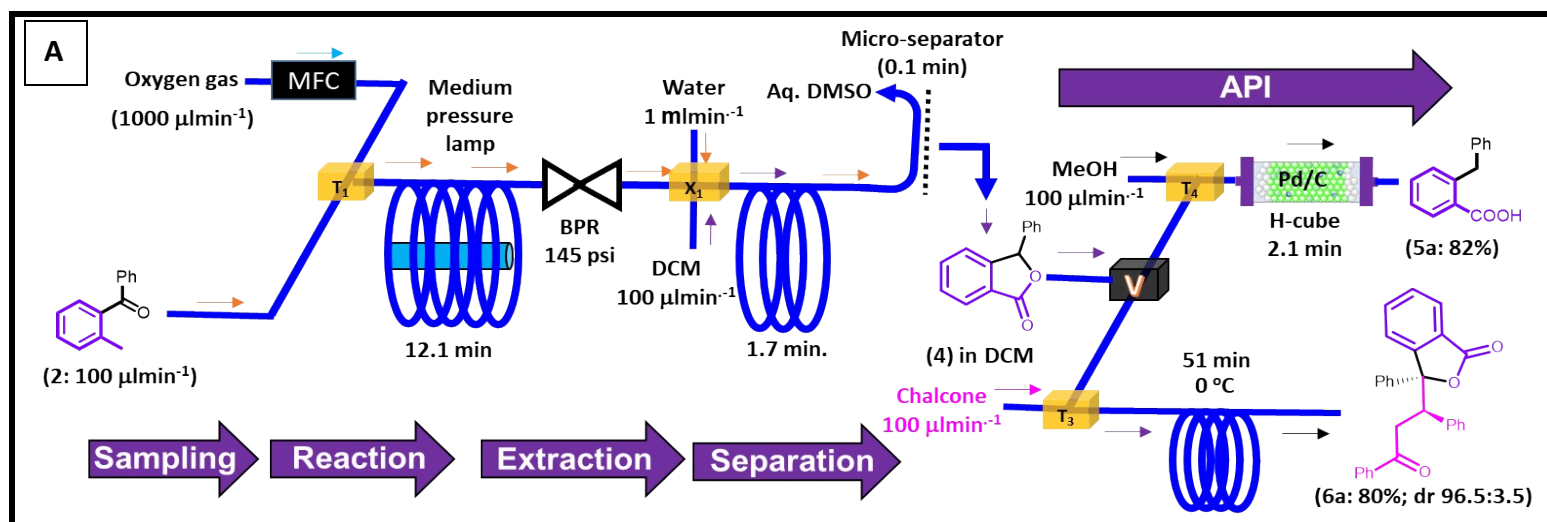 A
Oxygen gas
(1000 µlmin-1)
MFC
Medium
pressure
lamp
T1
Ph
O
(2: 100 µlmin-1)
12.1 min
BPR
145 psi
Water
1 mlmin.-1
X1
DCM
100 µlmin.-1
1.7 min.
Micro-separator
(0.1 min)
Aq. DMSO
Ph
O
O
(4) in DCM
V
API
MeOH
100 µlmin.-1
T4
Pd/C
H-cube
2.1 min
Ph
COOH
(5a: 82%)
Chalcone
100 µlmin.-1
T3
51 min
0 °C
O
O
Ph
Ph
Ph
O
(6a: 80%; dr 96.5:3.5)
Sampling
Reaction
Extraction
Separation